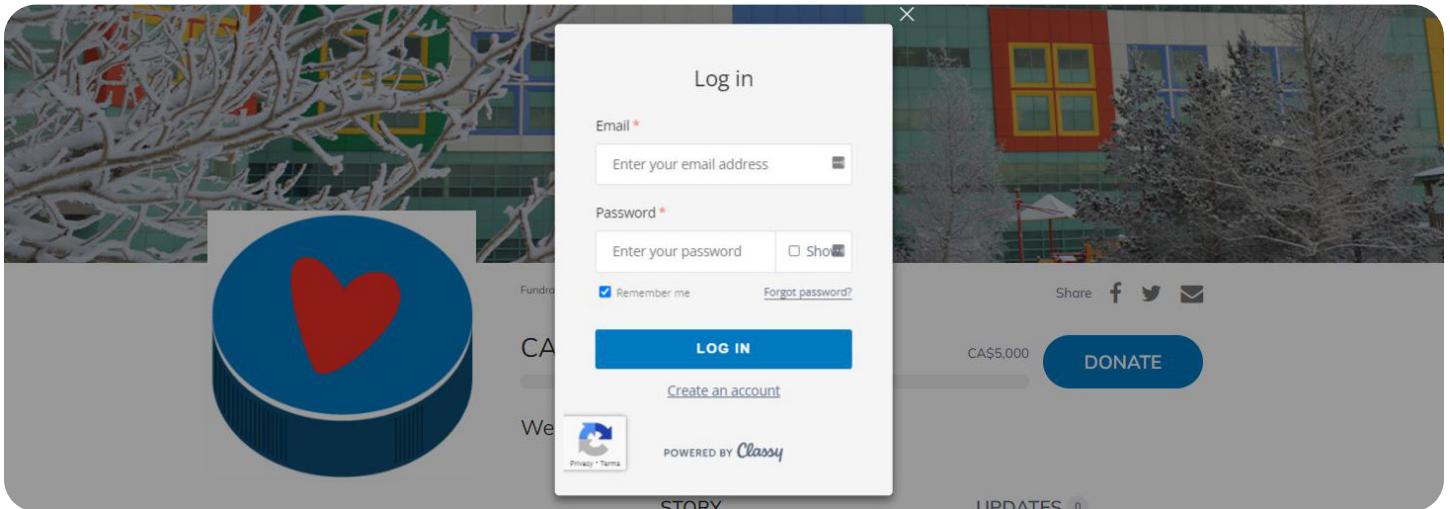 Log in
Email *
Enter your email address
Password *
Enter your password
Remember me Forgot password?
LOG IN
Create an account
Privacy • Terms
POWERED BY Classy
Share
CA$5,000
DONATE
STORY
UPDATES 0